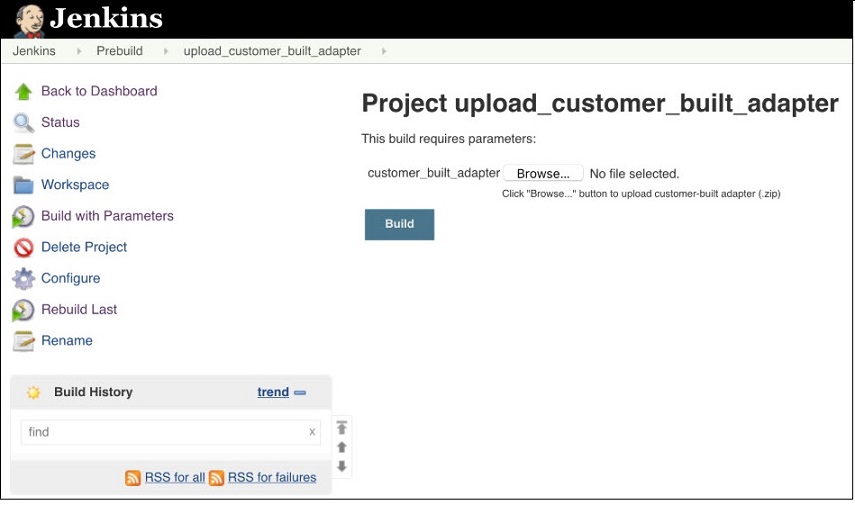 Jenkins
Jenkins Prebuild upload_customer_built_adapter
Back to Dashboard
Status
Changes
Workspace
Build with Parameters
Delete Project
Configure
Rebuild Last
Rename
Build History trend
find x
RSS for all RSS for failures
Project upload_customer_built_adapter
This build requires parameters:
customer_built_adapter Browse... No file selected.
Click "Browse..." button to upload customer-built adapter (.zip)
Build